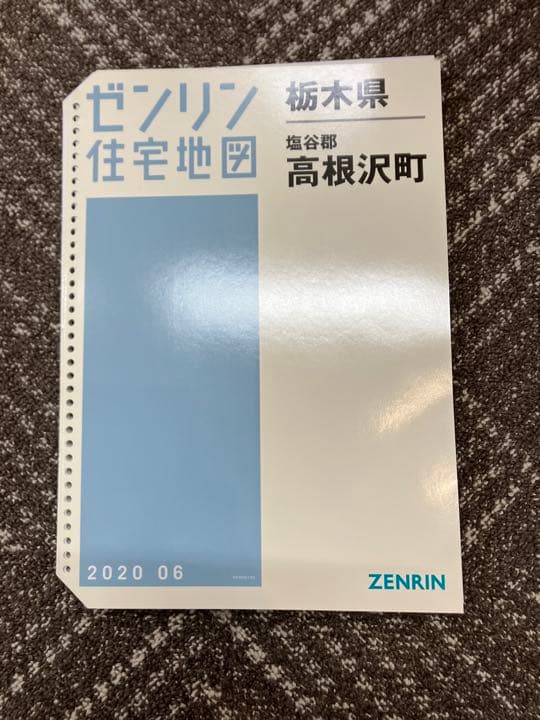 ゼンリン
住宅地図
栃木県
塩谷郡
高根沢町
2020 06
ZENRIN